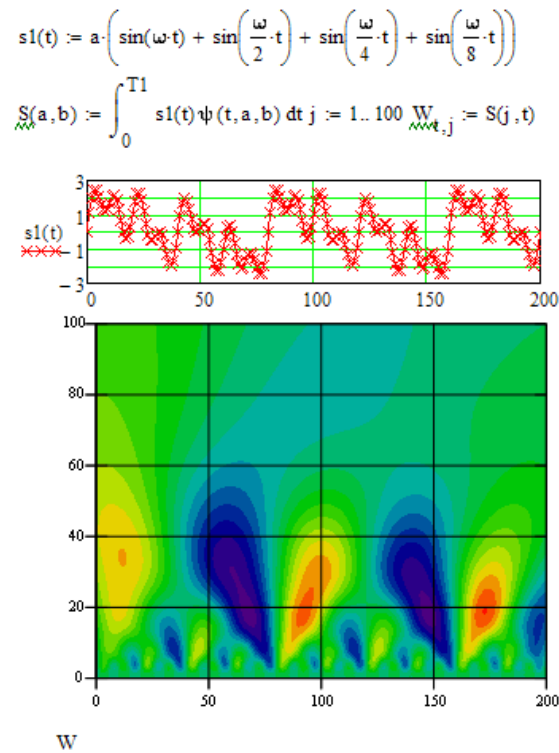 s1(t) := a·(sin(ω·t) + sin(ω/2·t) + sin(ω/4·t) + sin(ω/8·t))
S(a,b) := ∫₀^T1 s1(t) ψ(t,a,b) dt j := 1.. 100 W_t,j := S(j,t)
3
1
s1(t)
−1
−3
0 50 100 150 200
100
80
60
40
20
0
0 50 100 150 200
W